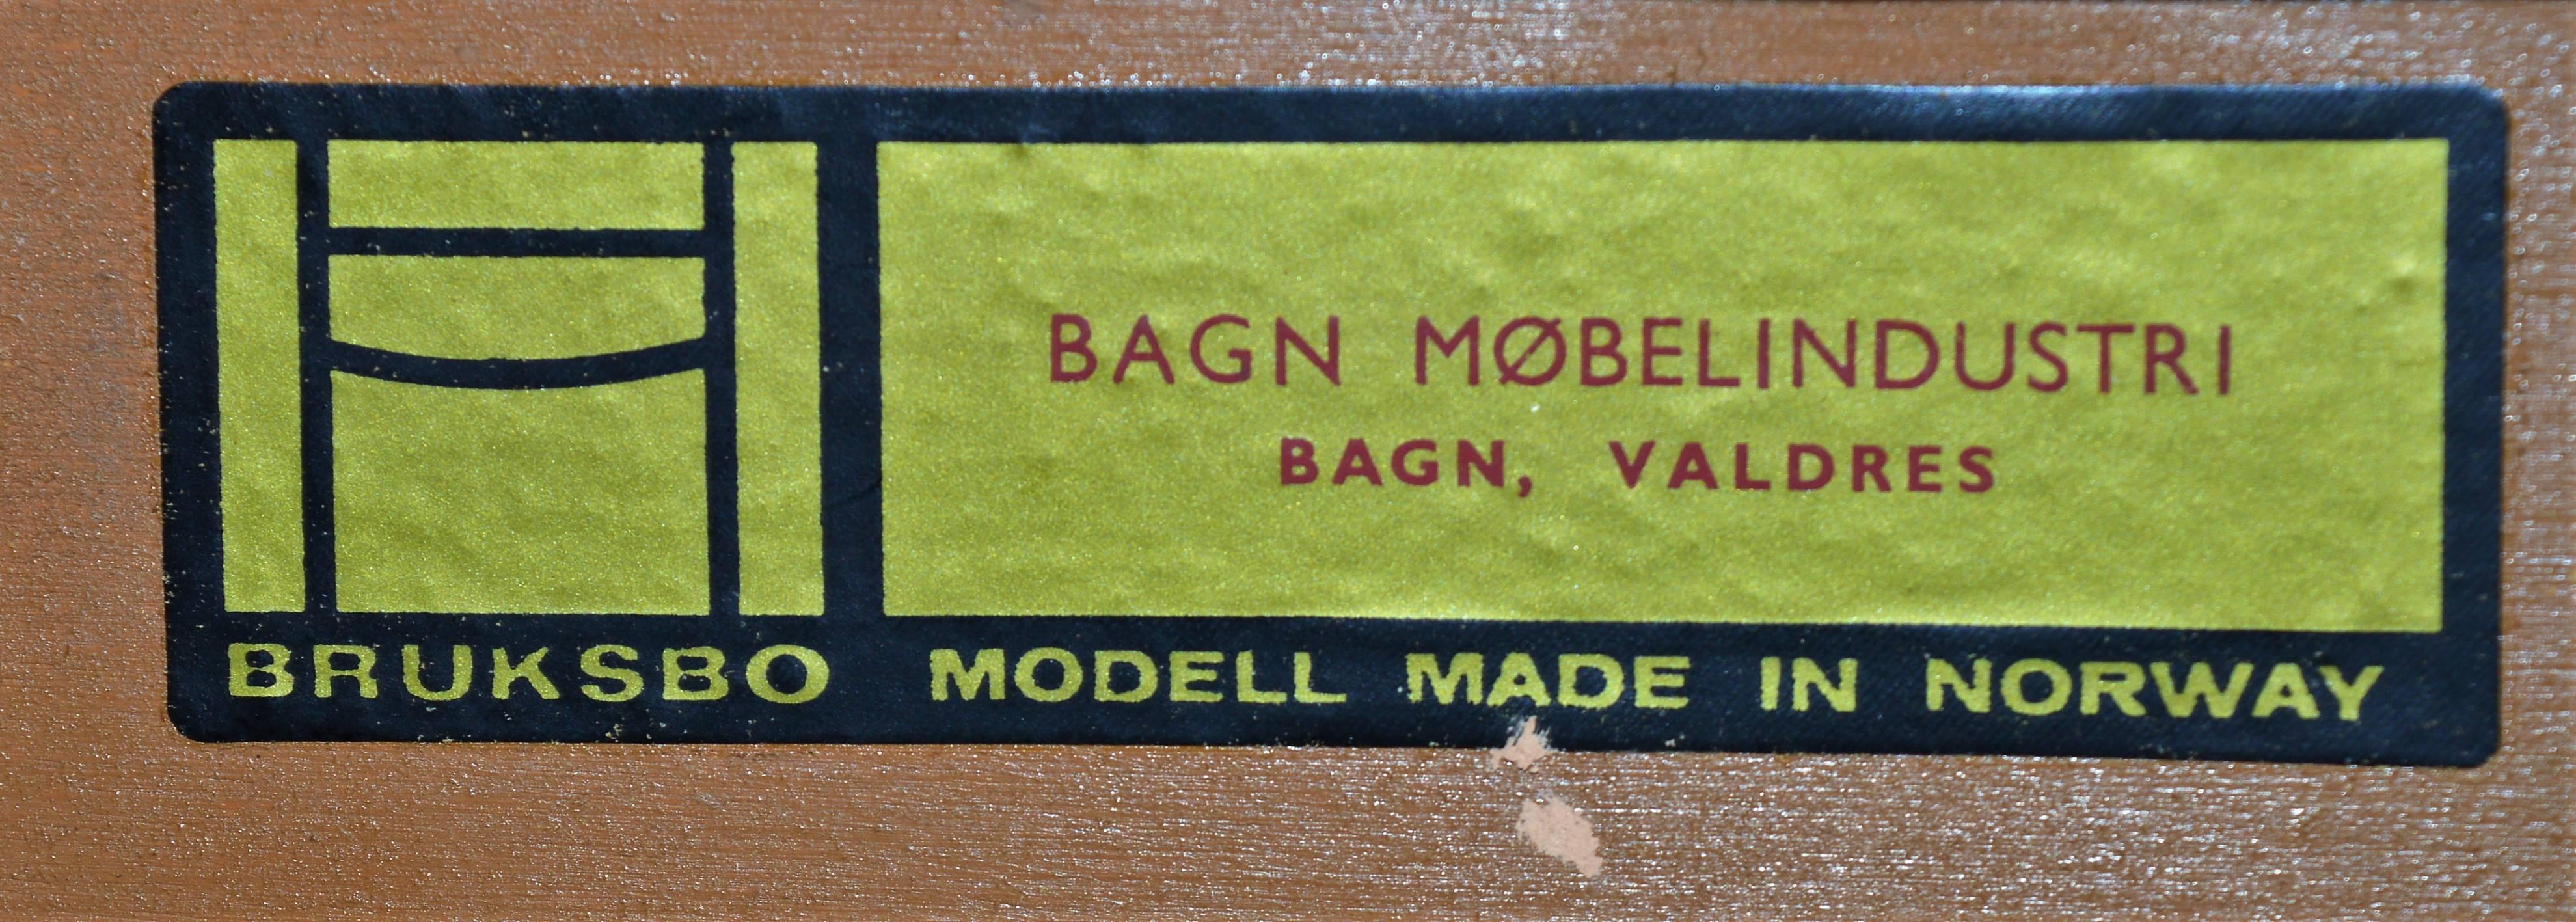 BAGN MØBELINDUSTRI
BAGN, VALDRES
BRUKSBO MODELL MADE IN NORWAY